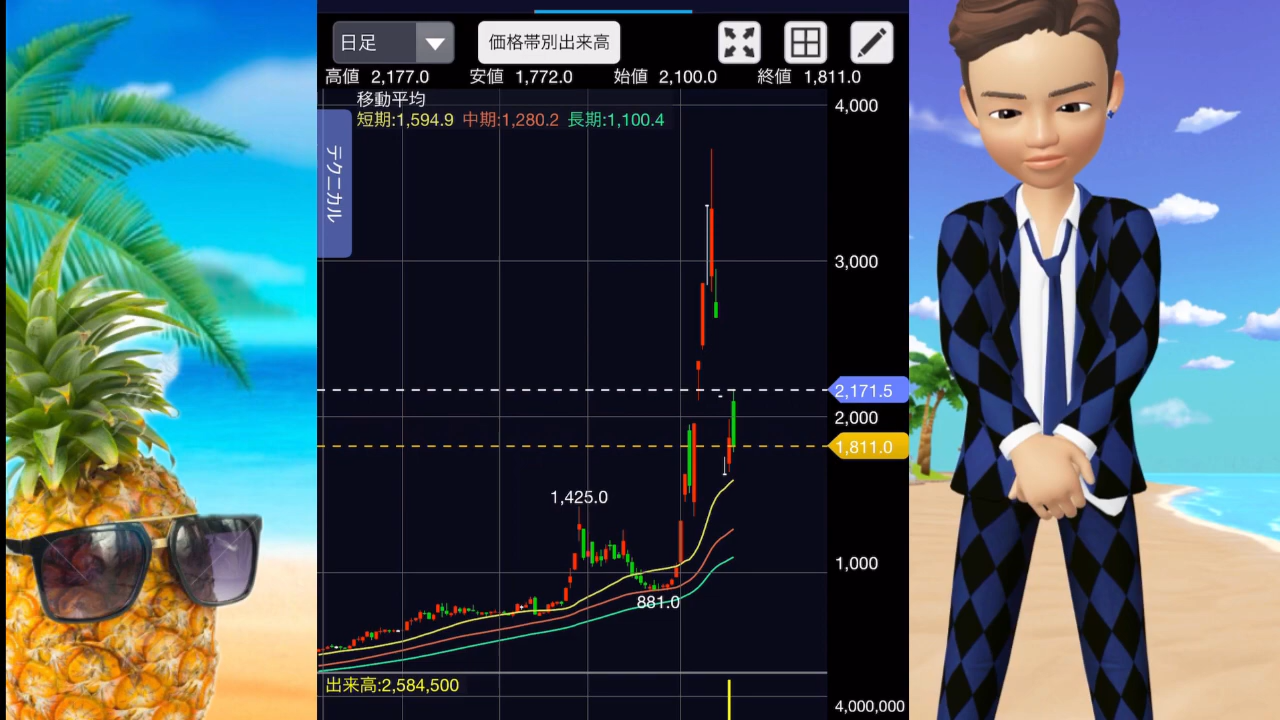 日足 価格帯別出来高
高値 2,177.0 安値 1,772.0 始値 2,100.0 終値 1,811.0
移動平均
短期:1,594.9 中期:1,280.2 長期:1,100.4
テクニカル
4,000
3,000
2,171.5
2,000
1,811.0
1,425.0
1,000
881.0
出来高:2,584,500
4,000,000